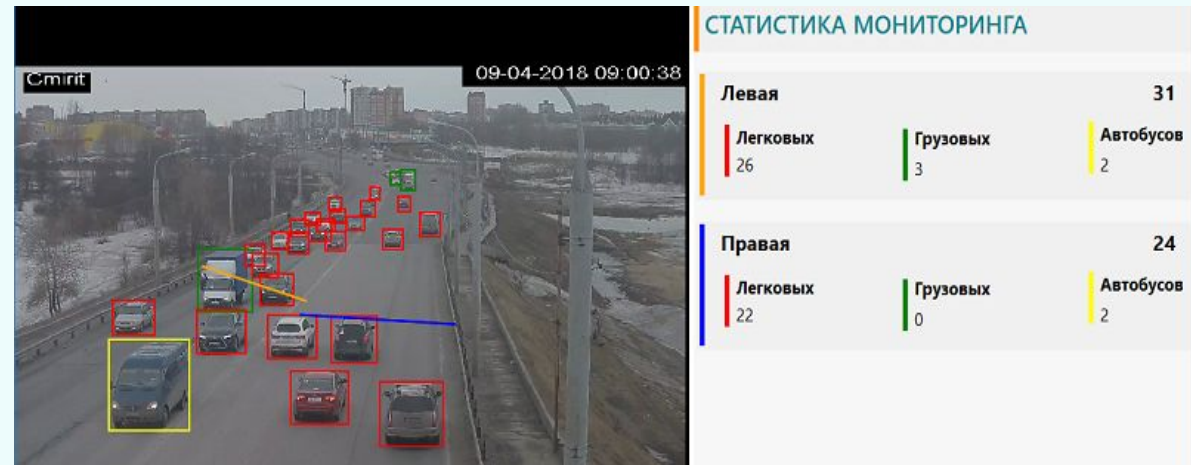 Cmirit
09-04-2018 09:00:38
СТАТИСТИКА МОНИТОРИНГА
Левая 31
Легковых Грузовых Автобусов
26 3 2
Правая 24
Легковых Грузовых Автобусов
22 0 2